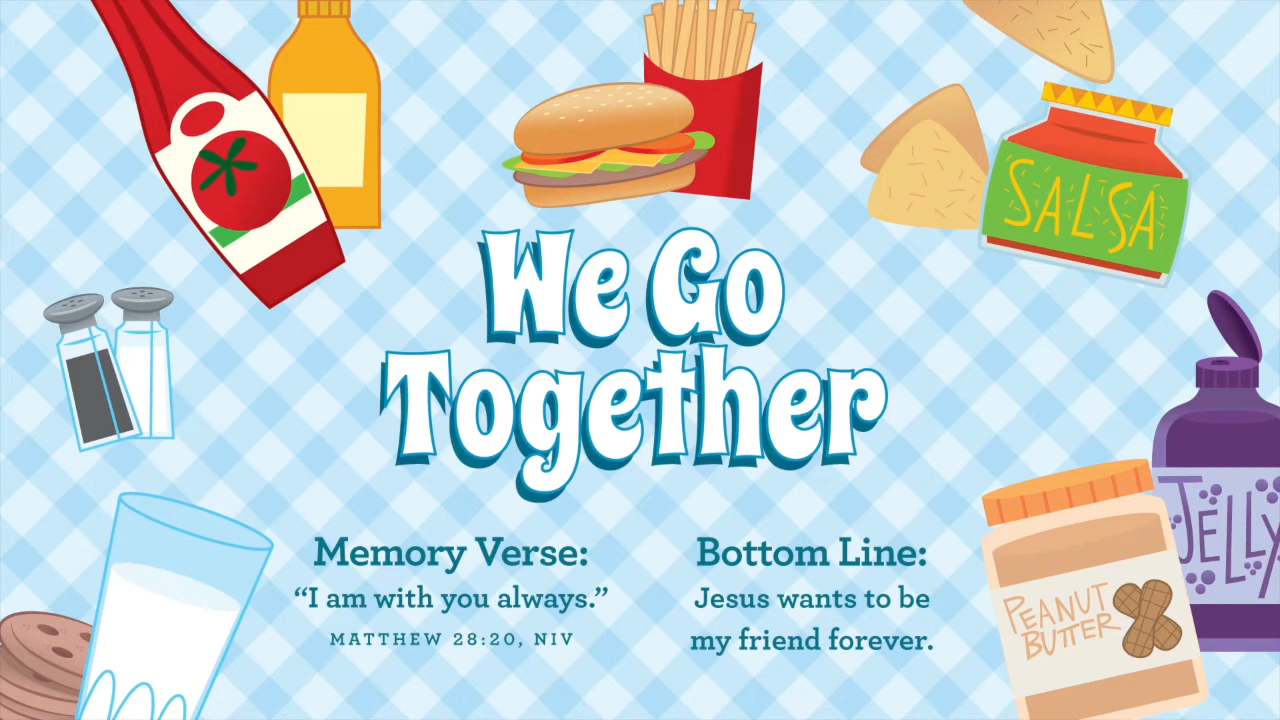 SALSA
We Go
Together
JELLY
PEANUT
BUTTER
Memory Verse:
“I am with you always.”
MATTHEW 28:20, NIV
Bottom Line:
Jesus wants to be
my friend forever.